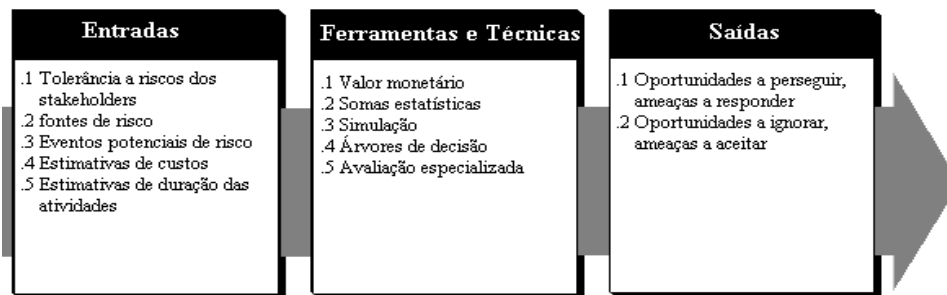 Entradas
.1 Tolerância a riscos dos
stakeholders
.2 fontes de risco
.3 Eventos potenciais de risco
.4 Estimativas de custos
.5 Estimativas de duração das
atividades
Ferramentas e Técnicas
.1 Valor monetário
.2 Somas estatísticas
.3 Simulação
.4 Árvores de decisão
.5 Avaliação especializada
Saídas
.1 Oportunidades a perseguir,
ameaças a responder
.2 Oportunidades a ignorar,
ameaças a aceitar